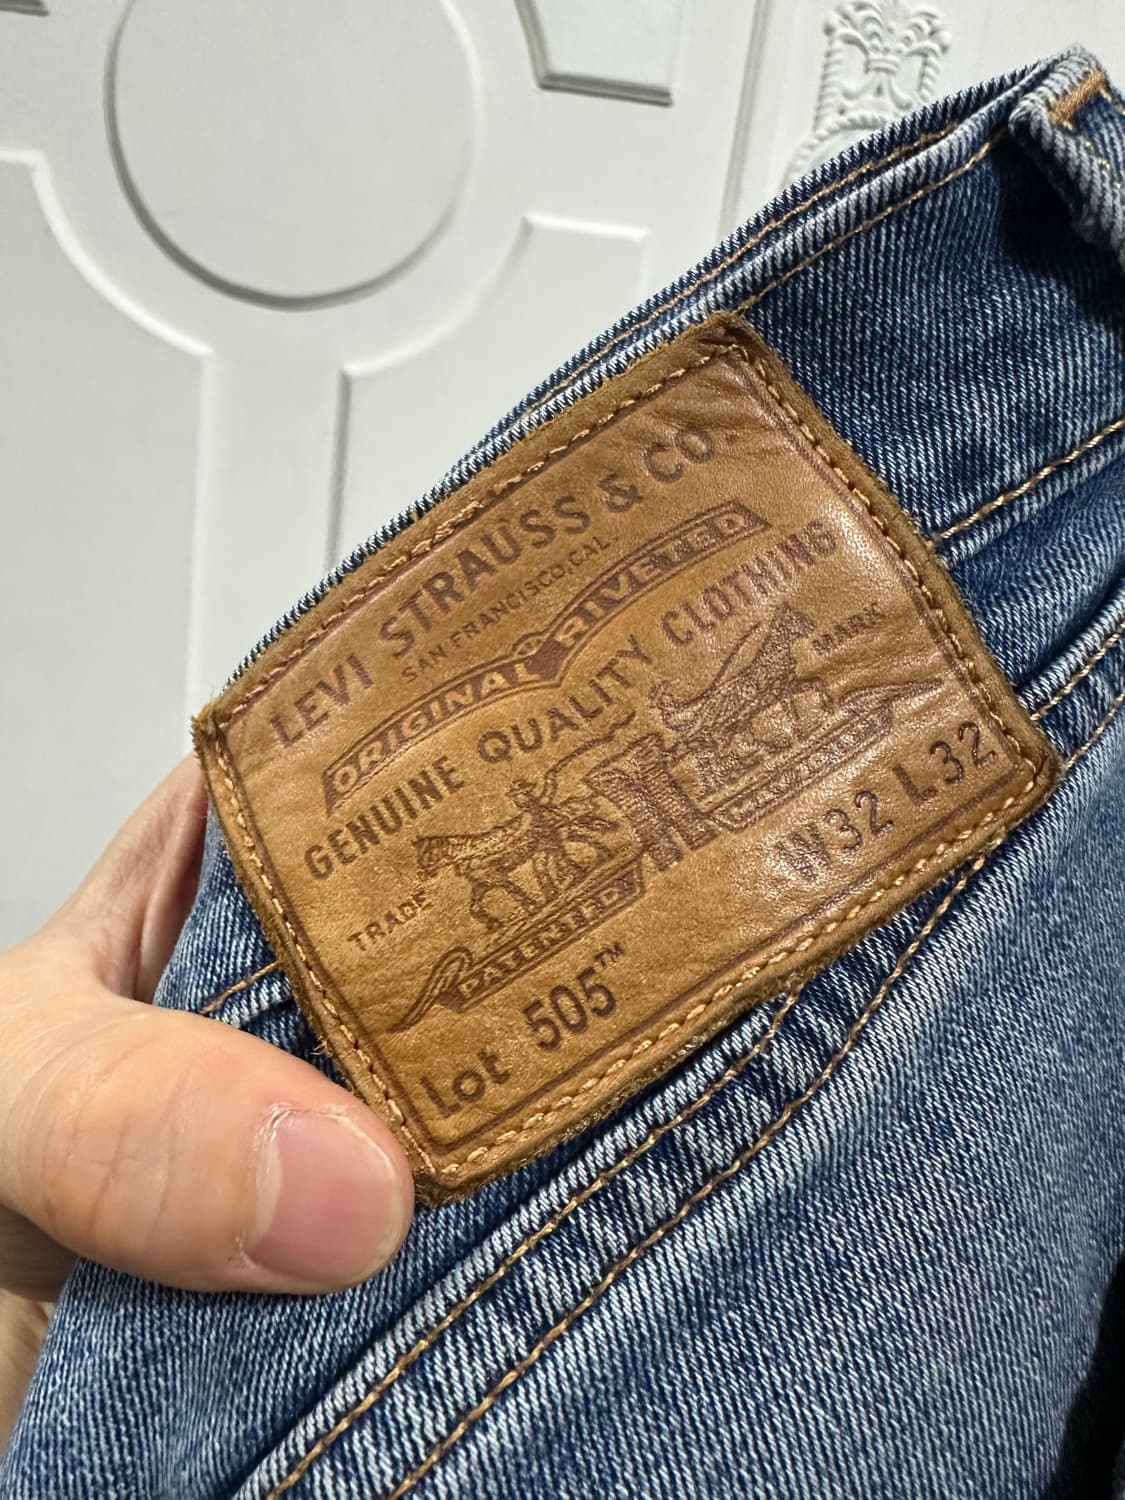 LEVI STRAUSS & CO.
SAN FRANCISCO, CAL
ORIGINAL RIVETED
GENUINE QUALITY CLOTHING
TRADE MARK
PATENTED
W32 L32
Lot 505™